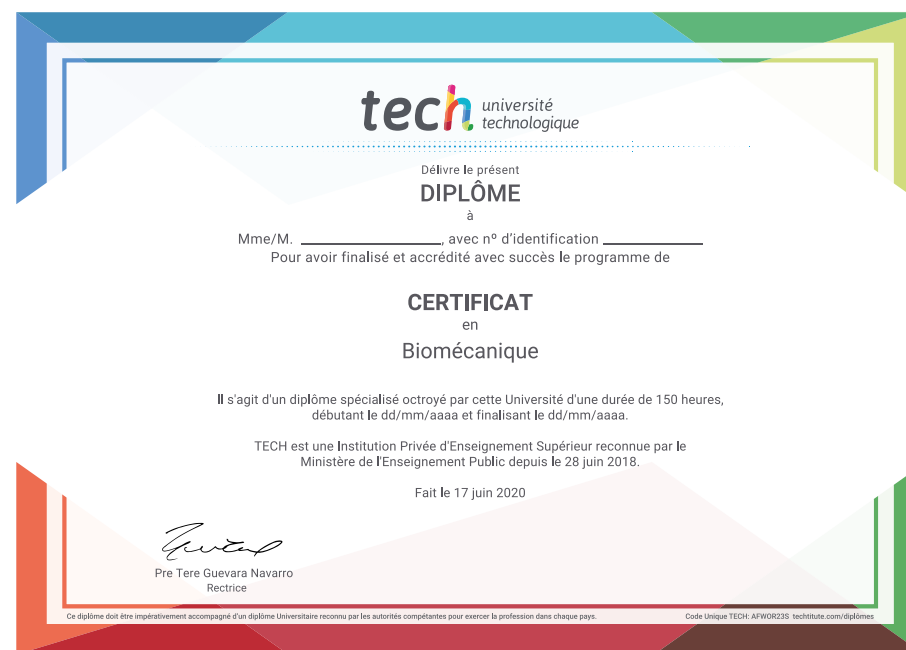 tech université
technologique
Délivre le présent
DIPLÔME
à
Mme/M. ____________________, avec nº d'identification ______________
Pour avoir finalisé et accrédité avec succès le programme de
CERTIFICAT
en
Biomécanique
Il s'agit d'un diplôme spécialisé octroyé par cette Université d'une durée de 150 heures,
débutant le dd/mm/aaaa et finalisant le dd/mm/aaaa.
TECH est une Institution Privée d'Enseignement Supérieur reconnue par le
Ministère de l'Enseignement Public depuis le 28 juin 2018.
Fait le 17 juin 2020
Pre Tere Guevara Navarro
Rectrice
Ce diplôme doit être impérativement accompagné d'un diplôme Universitaire reconnu par les autorités compétantes pour exercer la profession dans chaque pays.
Code Unique TECH: AFWOR23S techtitute.com/diplômes